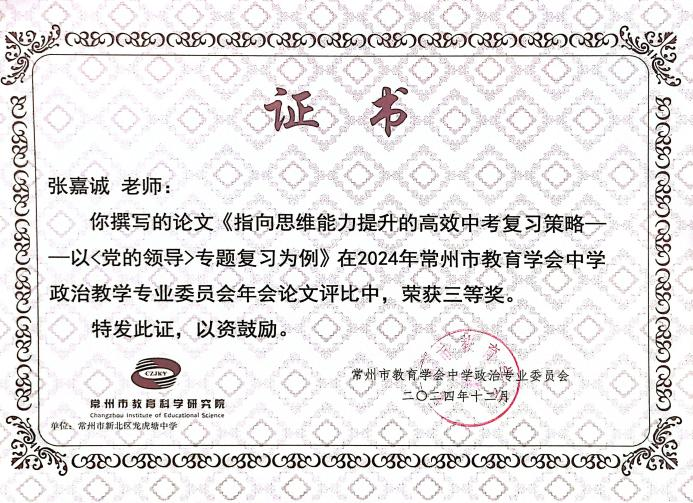 证书
张嘉诚 老师：
你撰写的论文《指向思维能力提升的高效中考复习策略—
—以<党的领导>专题复习为例》在2024年常州市教育学会中学
政治教学专业委员会年会论文评比中，荣获三等奖。
特发此证，以资鼓励。
CZJKY
常州市教育科学研究院
Changzhou Institute of Educational Science
单位：常州市新北区龙虎塘中学
常州市教育学会中学政治专业委员会
二〇二四年十二月